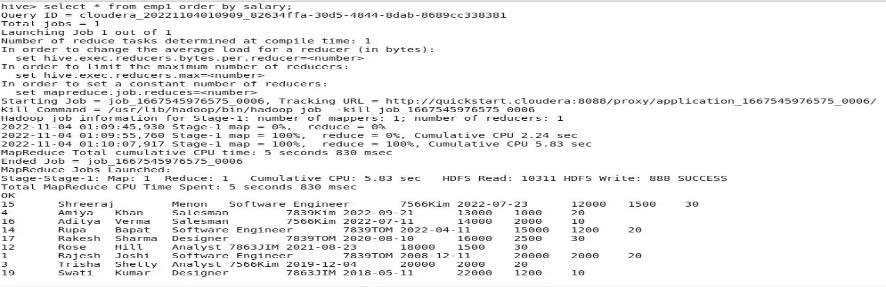 hive> select * from emp1 order by salary;
Query ID = cloudera_20221104010909_82634ffa-30d5-4844-8dab-8689cc338381
Total jobs = 1
Launching Job 1 out of 1
Number of reduce tasks determined at compile time: 1
In order to change the average load for a reducer (in bytes):
set hive.exec.reducers.bytes.per.reducer=<number>
In order to limit the maximum number of reducers:
set hive.exec.reducers.max=<number>
In order to set a constant number of reducers:
set mapreduce.job.reduces=<number>
Starting Job = job_1667545976575_0006, Tracking URL = http://quickstart.cloudera:8088/proxy/application_1667545976575_0006/
Kill Command = /usr/lib/hadoop/bin/hadoop job -kill job_1667545976575_0006
Hadoop job information for Stage-1: number of mappers: 1; number of reducers: 1
2022-11-04 01:09:45,930 Stage-1 map = 0%, reduce = 0%
2022-11-04 01:09:55,760 Stage-1 map = 100%, reduce = 0%, Cumulative CPU 2.24 sec
2022-11-04 01:10:07,917 Stage-1 map = 100%, reduce = 100%, Cumulative CPU 5.83 sec
MapReduce Total cumulative CPU time: 5 seconds 830 msec
Ended Job = job_1667545976575_0006
MapReduce Jobs Launched:
Stage-Stage-1: Map: 1 Reduce: 1 Cumulative CPU: 5.83 sec HDFS Read: 10311 HDFS Write: 888 SUCCESS
Total MapReduce CPU Time Spent: 5 seconds 830 msec
OK
15 Shreeraj Menon Software Engineer 7566Kim 2022-07-23 12000 1500 30
4 Amiya Khan Salesman 7839Kim 2022-09-21 13000 1000 20
16 Aditya Verma Salesman 7566Kim 2022-07-11 14000 2000 10
14 Rupa Bapat Software Engineer 7839TOM 2022-04-11 15000 1200 20
17 Rakesh Sharma Designer 7839TOM 2020-08-10 16000 2500 30
12 Rose Hill Analyst 7863JIM 2021-08-23 18000 1500 30
1 Rajesh Joshi Software Engineer 7839TOM 2008-12-11 20000 2000 20
3 Trisha Shetty Analyst 7566Kim 2019-12-04 20000 2000 20
19 Swati Kumar Designer 7863JIM 2018-05-11 22000 1200 10